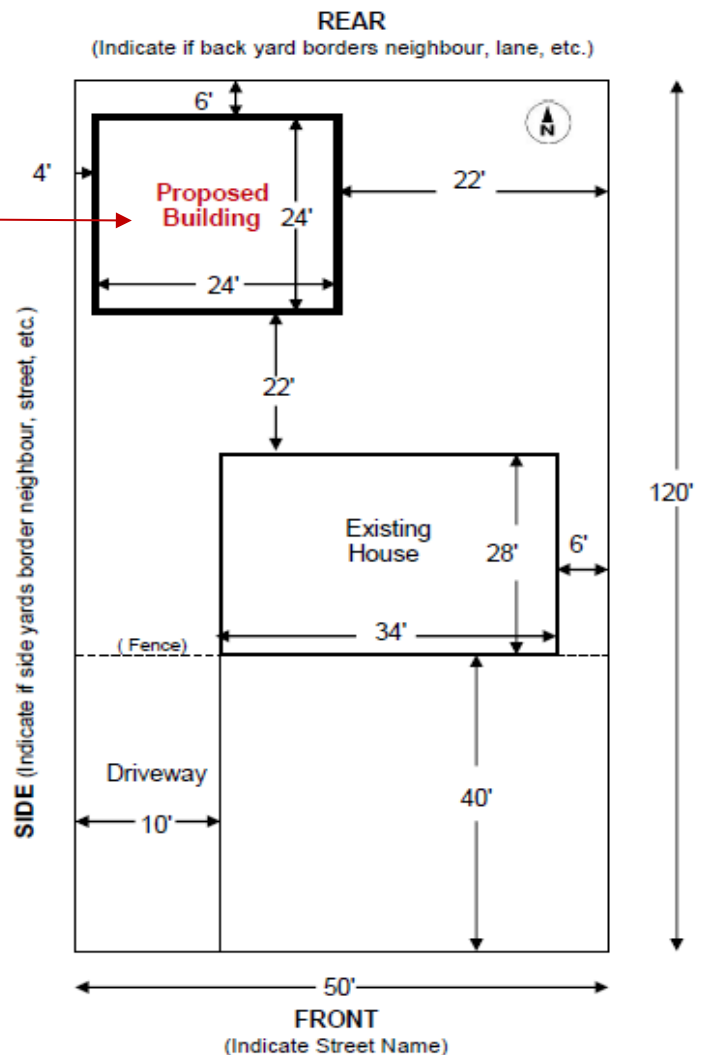 REAR
(Indicate if back yard borders neighbour, lane, etc.)
6'
N
4'
22'
Proposed
Building
24'
24'
22'
SIDE (Indicate if side yards border neighbour, street, etc.)
120'
Existing
House
28'
6'
34'
( Fence)
Driveway
40'
10'
50'
FRONT
(Indicate Street Name)